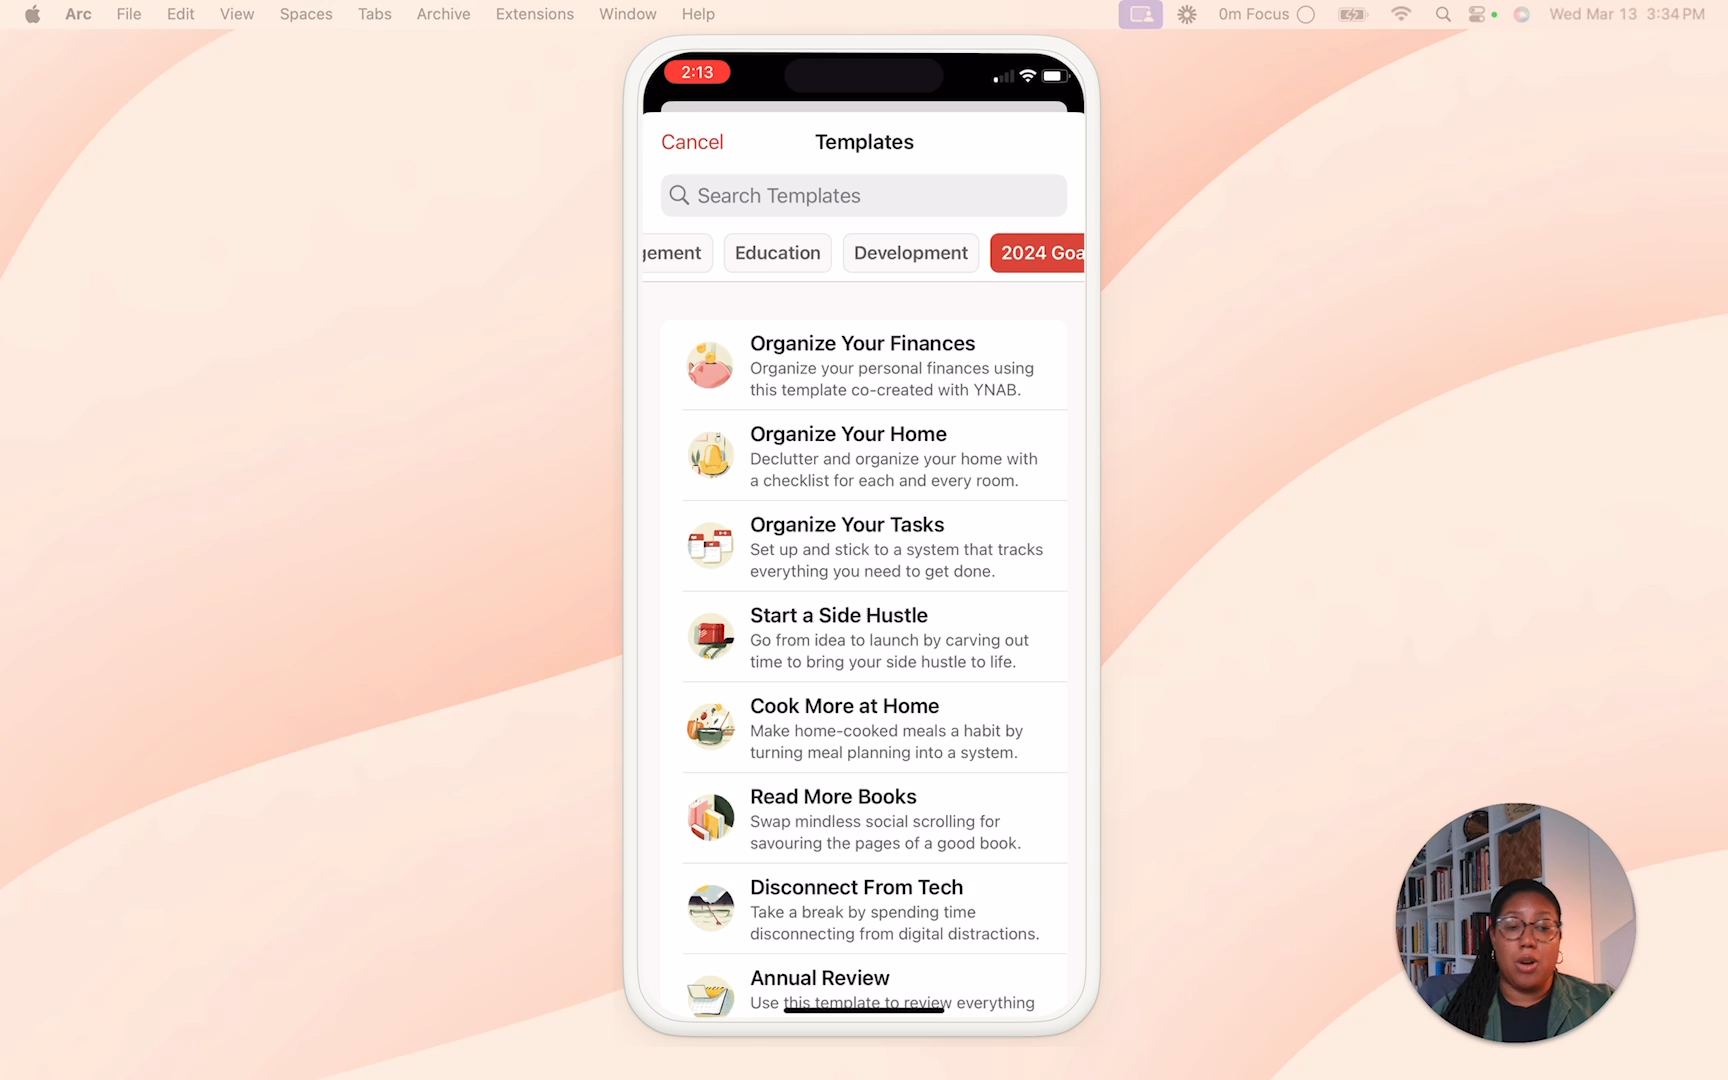 Arc File Edit View Spaces Tabs Archive Extensions Window Help 0m Focus Wed Mar 13 3:34 PM
2:13
Cancel Templates
Search Templates
gement Education Development 2024 Goa
Organize Your Finances
Organize your personal finances using
this template co-created with YNAB.
Organize Your Home
Declutter and organize your home with
a checklist for each and every room.
Organize Your Tasks
Set up and stick to a system that tracks
everything you need to get done.
Start a Side Hustle
Go from idea to launch by carving out
time to bring your side hustle to life.
Cook More at Home
Make home-cooked meals a habit by
turning meal planning into a system.
Read More Books
Swap mindless social scrolling for
savouring the pages of a good book.
Disconnect From Tech
Take a break by spending time
disconnecting from digital distractions.
Annual Review
Use this template to review everything